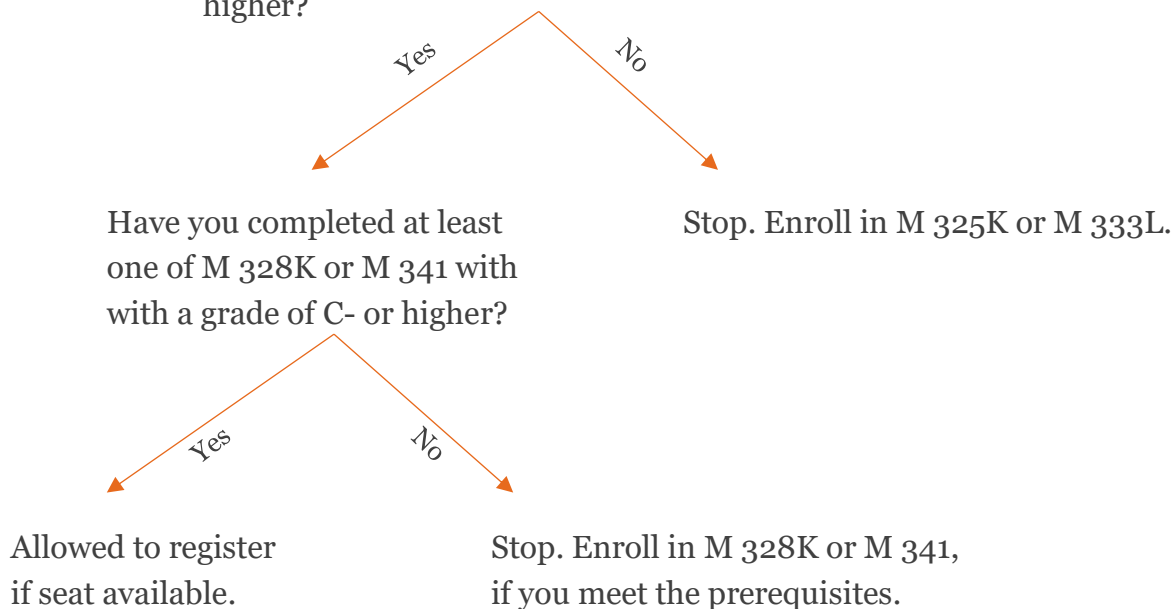 higher?
Yes
No
Have you completed at least
one of M 328K or M 341 with
with a grade of C- or higher?
Stop. Enroll in M 325K or M 333L.
Yes
No
Allowed to register
if seat available.
Stop. Enroll in M 328K or M 341,
if you meet the prerequisites.